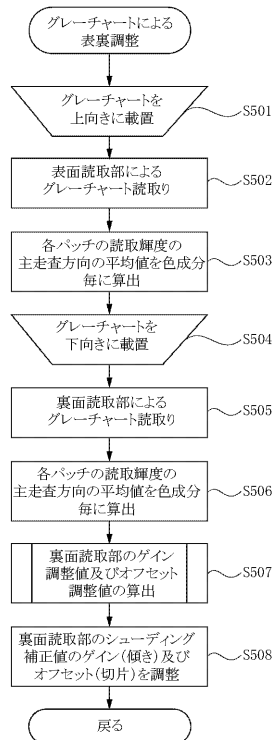 グレーチャートによる
表裏調整
グレーチャートを
上向きに載置
S501
表面読取部による
グレーチャート読取り
S502
各パッチの読取輝度の
主走査方向の平均値を色成分
毎に算出
S503
グレーチャートを
下向きに載置
S504
裏面読取部による
グレーチャート読取り
S505
各パッチの読取輝度の
主走査方向の平均値を色成分
毎に算出
S506
裏面読取部のゲイン
調整値及びオフセット
調整値の算出
S507
裏面読取部のシューディング
補正値のゲイン(傾き)及び
オフセット(切片)を調整
S508
戻る